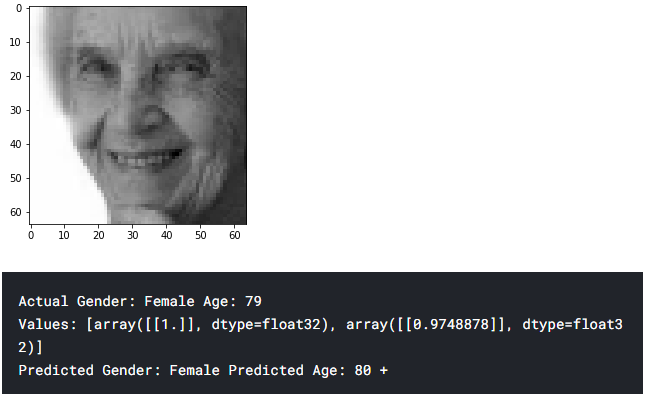 0
10
20
30
40
50
60
0 10 20 30 40 50 60
Actual Gender: Female Age: 79
Values: [array([[1.]], dtype=float32), array([[0.9748878]], dtype=float3
2)]
Predicted Gender: Female Predicted Age: 80 +